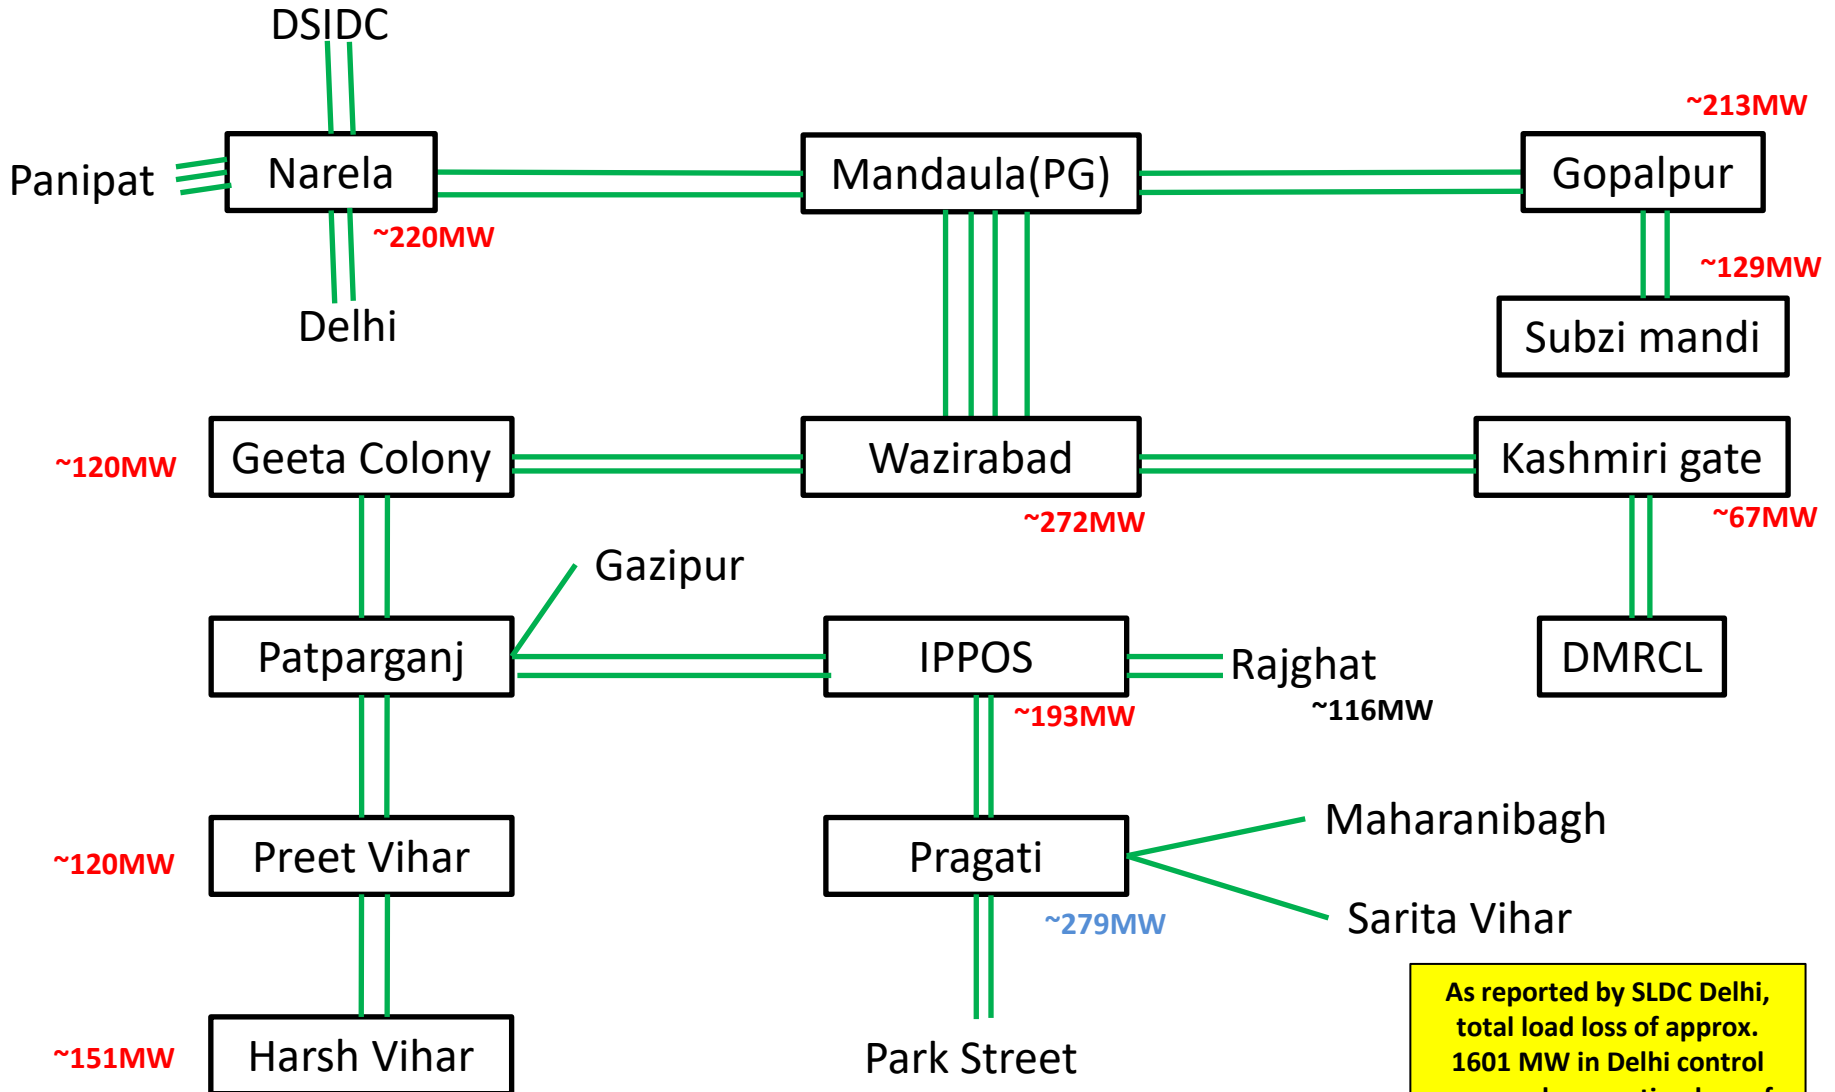 DSIDC
~213MW
Panipat
Narela
Mandaula(PG)
Gopalpur
~220MW
~129MW
Delhi
Subzi mandi
~120MW
Geeta Colony
Wazirabad
Kashmiri gate
~272MW
~67MW
Gazipur
Patparganj
IPPOS
Rajghat
DMRCL
~193MW
~116MW
Maharanibagh
~120MW
Preet Vihar
Pragati
~279MW
Sarita Vihar
As reported by SLDC Delhi,
total load loss of approx.
1601 MW in Delhi control
~151MW
Harsh Vihar
Park Street